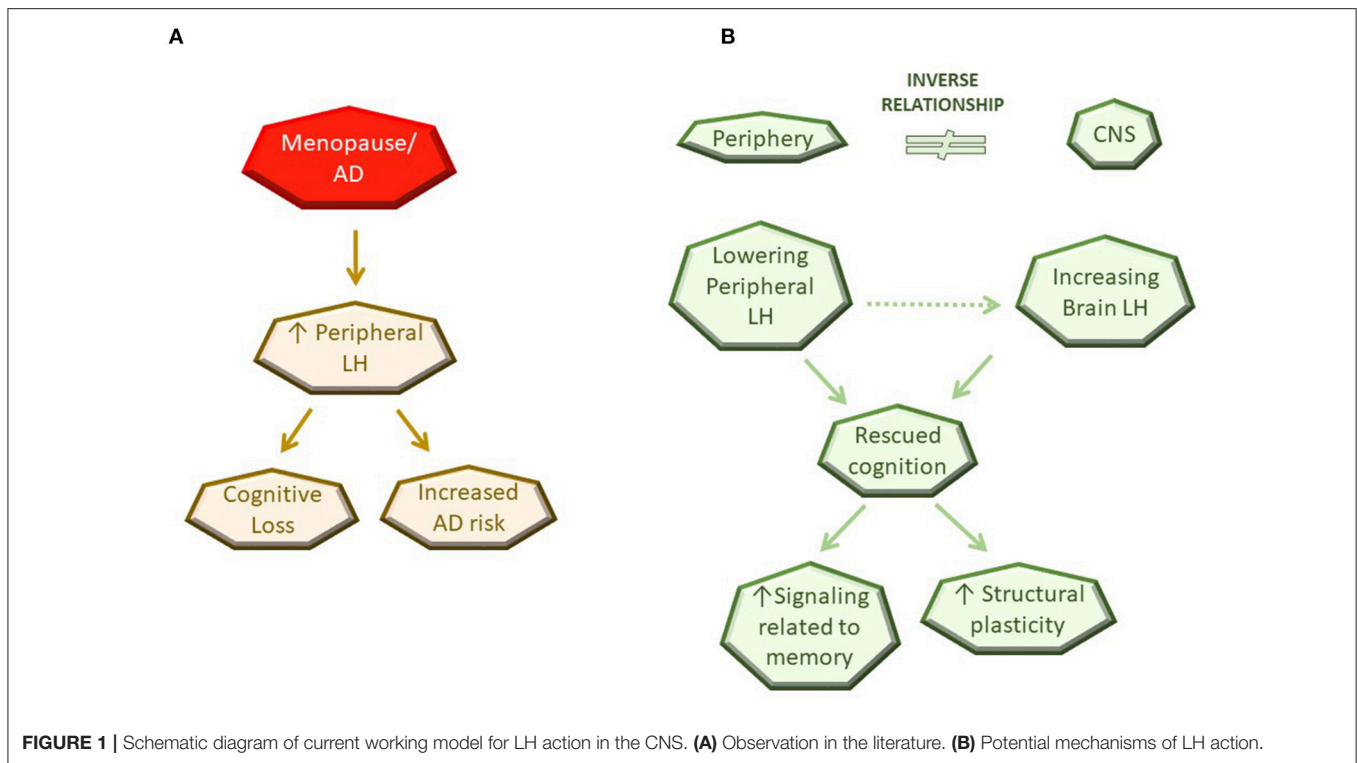 A
Menopause/
AD
↑ Peripheral
LH
Cognitive
Loss
Increased
AD risk
B
INVERSE
RELATIONSHIP
Periphery
CNS
Lowering
Peripheral
LH
Increasing
Brain LH
Rescued
cognition
↑Signaling
related to
memory
↑ Structural
plasticity
FIGURE 1 | Schematic diagram of current working model for LH action in the CNS. (A) Observation in the literature. (B) Potential mechanisms of LH action.